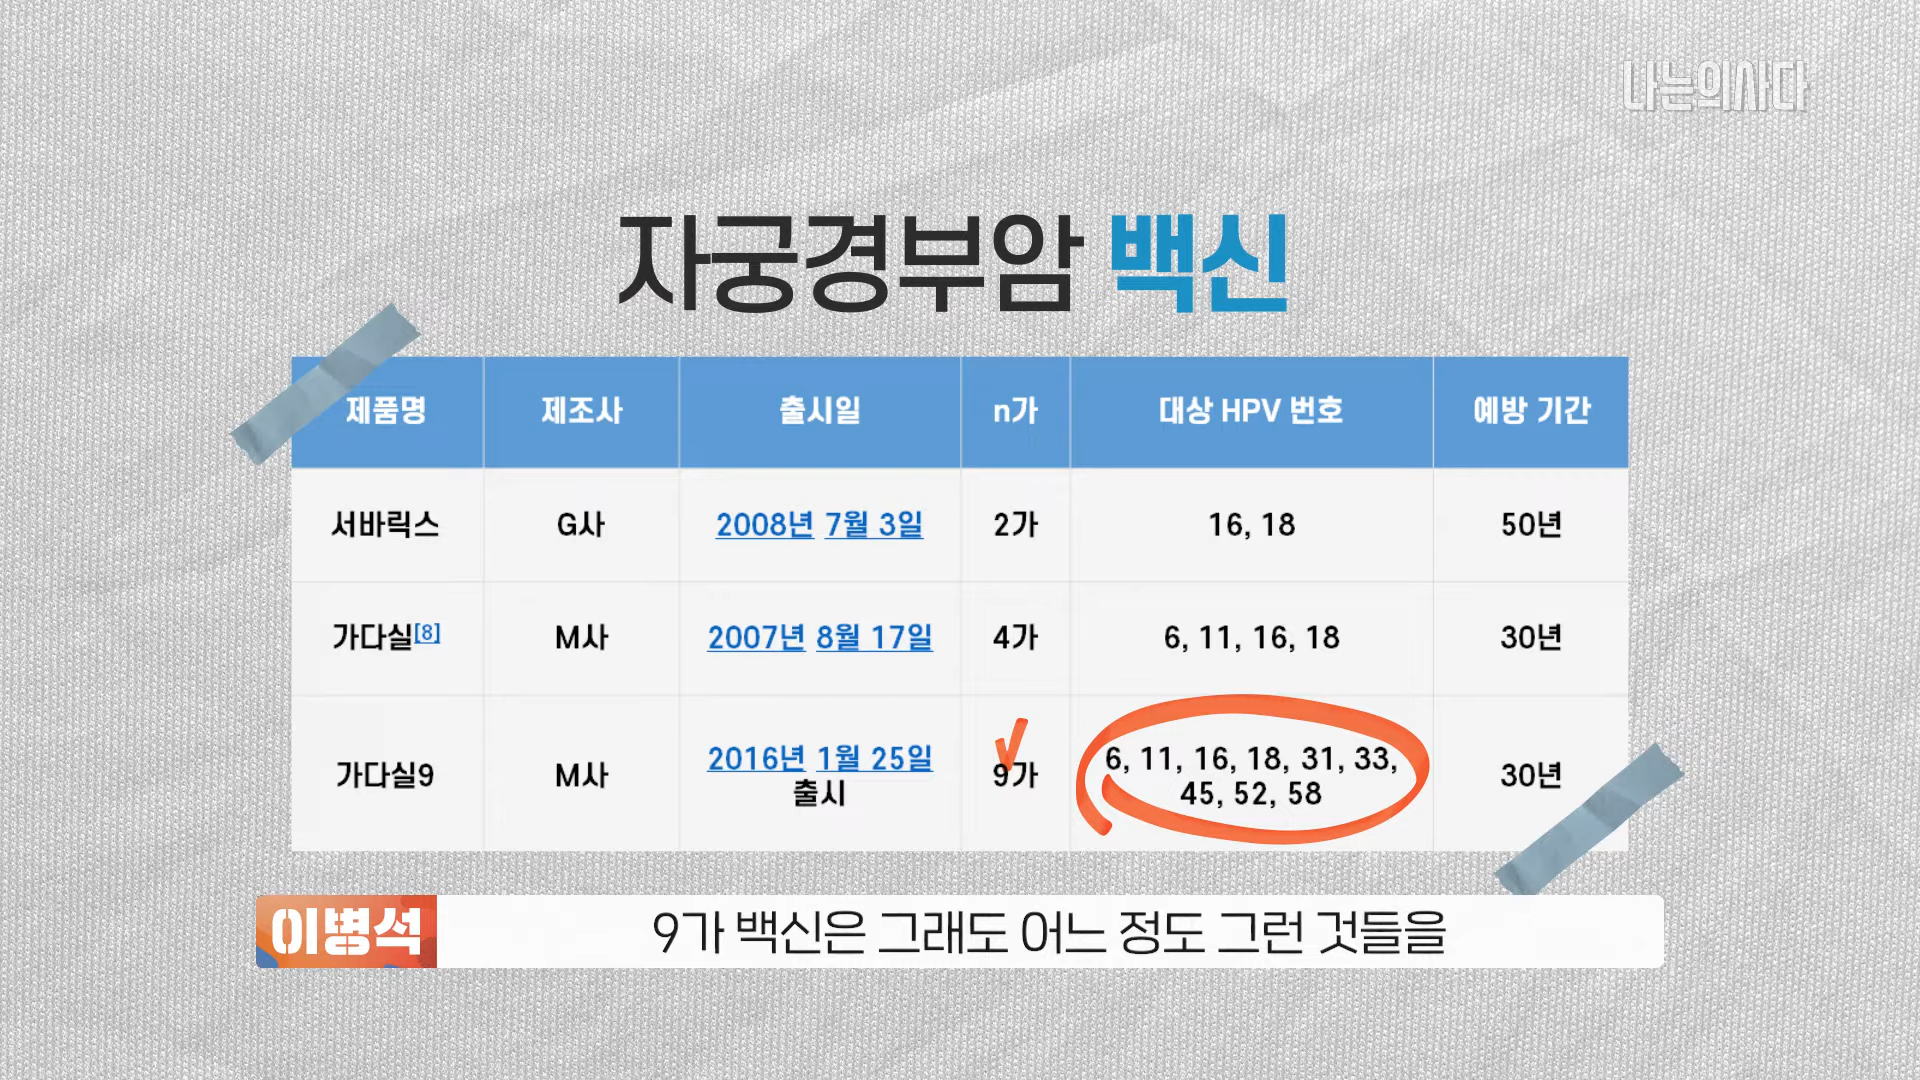 나는의사다
자궁경부암 백신
제품명 제조사 출시일 n가 대상 HPV 번호 예방 기간
서바릭스 G사 2008년 7월 3일 2가 16, 18 50년
가다실[8] M사 2007년 8월 17일 4가 6, 11, 16, 18 30년
가다실9 M사 2016년 1월 25일 출시 9가 6, 11, 16, 18, 31, 33, 45, 52, 58 30년
이병석 9가 백신은 그래도 어느 정도 그런 것들을